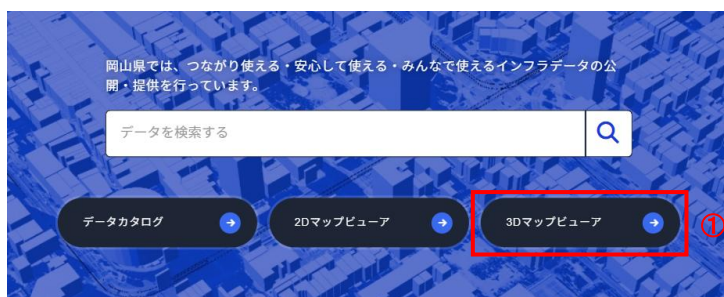 岡山県では、つながり使える・安心して使える・みんなで使えるインフラデータの公
開・提供を行っています。
データを検索する
データカタログ
2Dマップビューア
3Dマップビューア
①